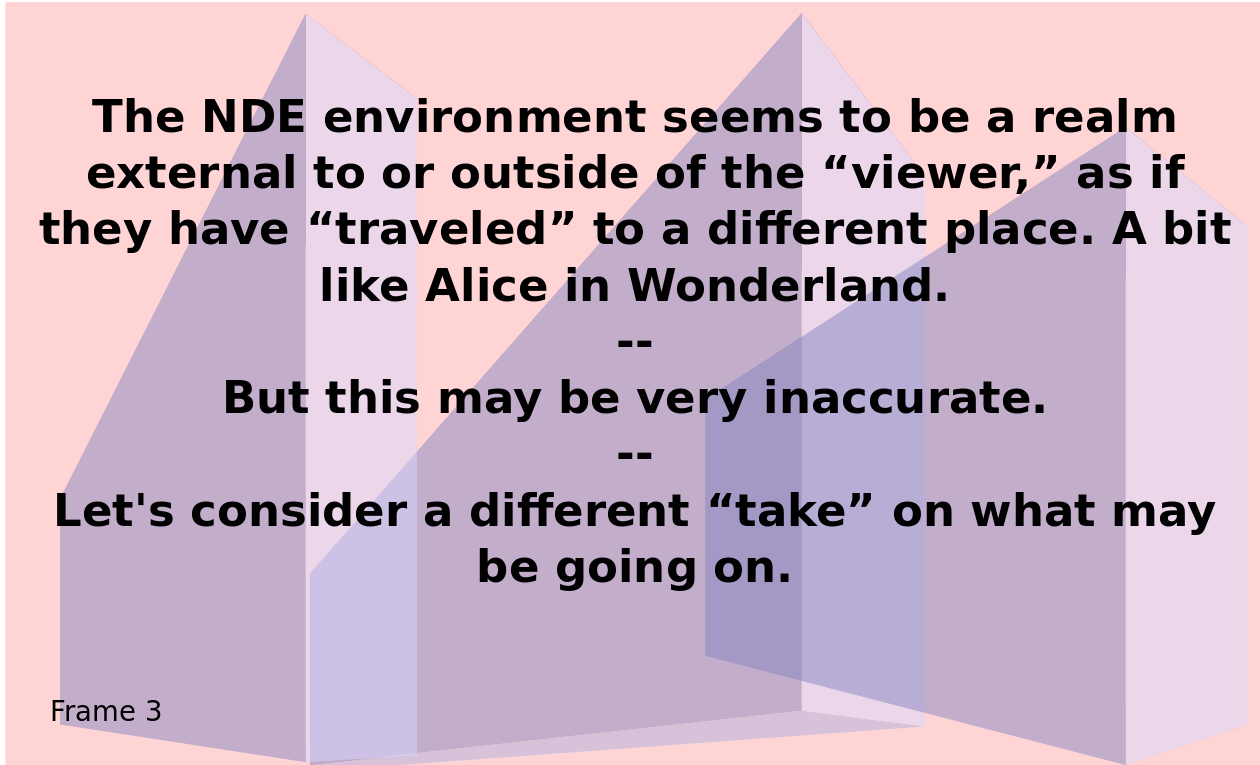 The NDE environment seems to be a realm
external to or outside of the “viewer,” as if
they have “traveled” to a different place. A bit
like Alice in Wonderland.
--
But this may be very inaccurate.
--
Let's consider a different “take” on what may
be going on.
Frame 3